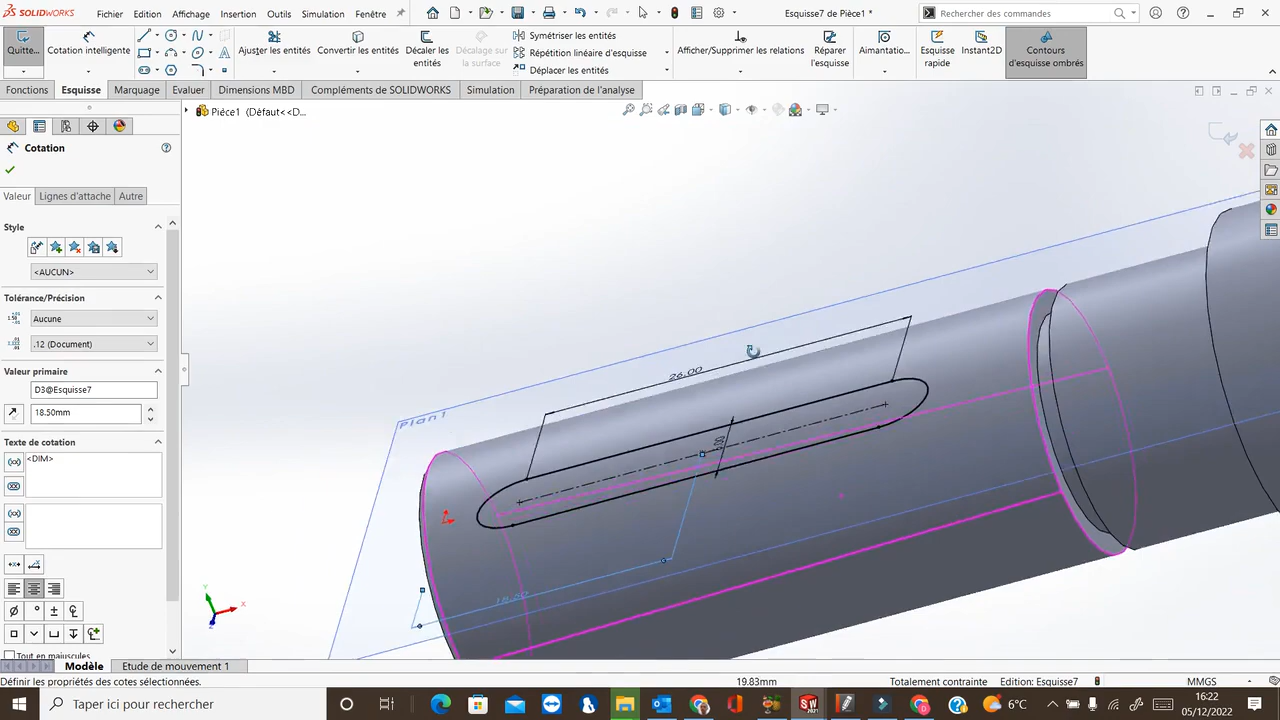 SOLIDWORKS
Fichier
Edition
Affichage
Insertion
Outils
Simulation
Fenêtre
Esquisse7 de Pièce1 *
Rechercher des commandes
Quitte...
Cotation intelligente
Ajuster les entités
Convertir les entités
Décaler les entités
Décalage sur la surface
Symétriser les entités
Répétition linéaire d'esquisse
Déplacer les entités
Afficher/Supprimer les relations
Réparer l'esquisse
Aimantatio...
Esquisse rapide
Instant2D
Contours d'esquisse ombrés
Fonctions
Esquisse
Marquage
Evaluer
Dimensions MBD
Compléments de SOLIDWORKS
Simulation
Préparation de l'analyse
Pièce1 (Défaut<<D...
Cotation
Valeur
Lignes d'attache
Autre
Style
<AUCUN>
Tolérance/Précision
Aucune
.12 (Document)
Valeur primaire
D3@Esquisse7
18.50mm
Texte de cotation
<DIM>
Tout en majuscules
Plan1
26.00
18.50
Y
X
Z
Modèle
Etude de mouvement 1
Définir les propriétés des cotes sélectionnées.
19.83mm
Totalement contrainte
Edition: Esquisse7
MMGS
Taper ici pour rechercher
6°C
16:22
05/12/2022